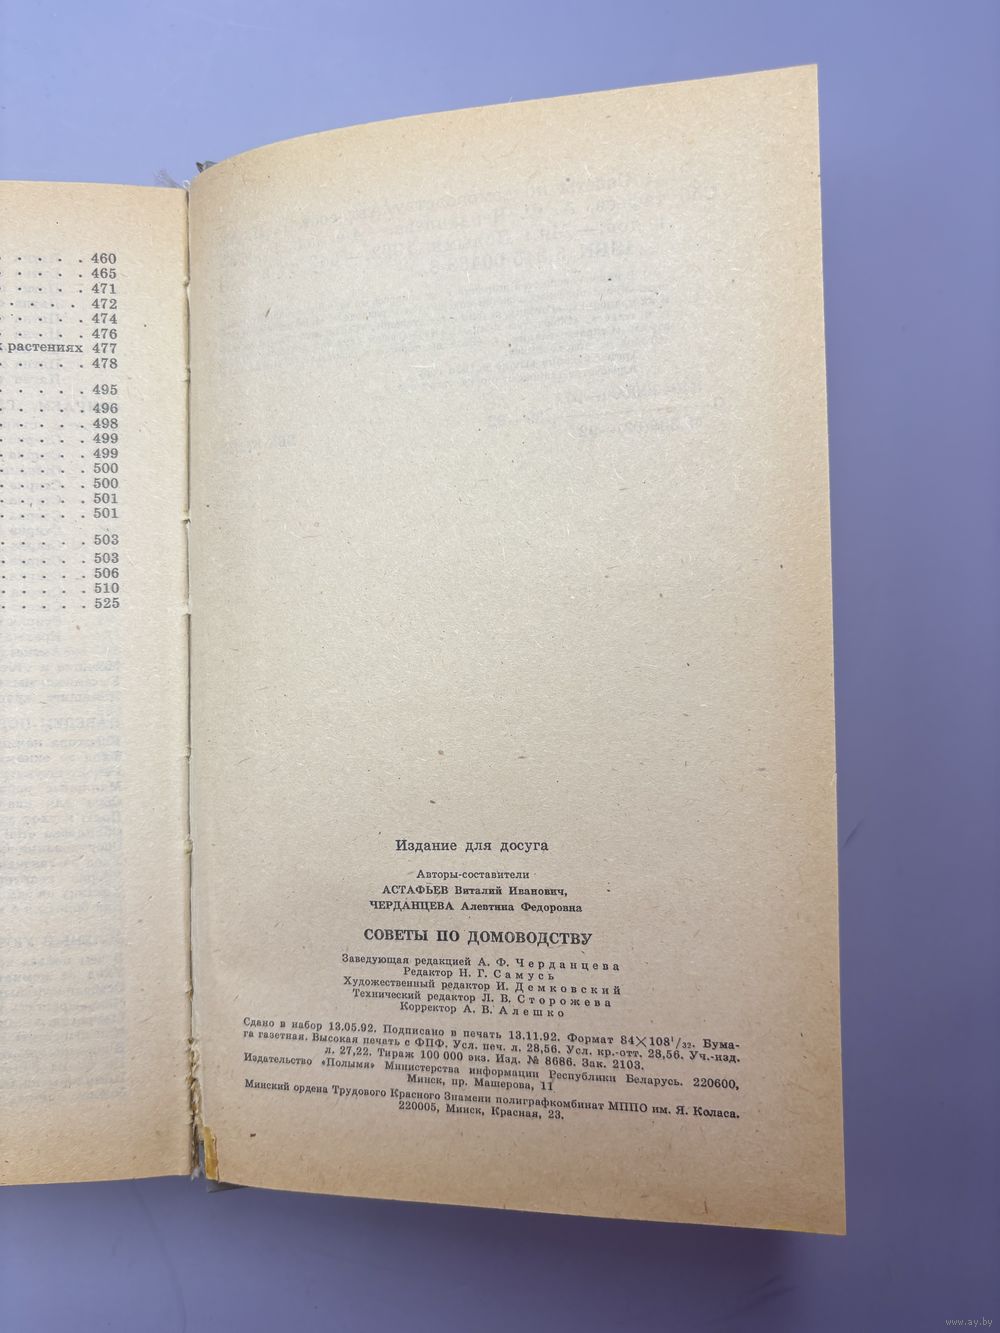 460
465
471
472
474
476
растениях 477
478
495
496
498
499
499
500
500
501
501
503
503
506
510
525
Издание для досуга
Авторы-составители
АСТАФЬЕВ Виталий Иванович,
ЧЕРДАНЦЕВА Алевтина Федоровна
СОВЕТЫ ПО ДОМОВОДСТВУ
Заведующая редакцией А. Ф. Черданцева
Редактор Н. Г. Самусь
Художественный редактор И. Демковский
Технический редактор Л. В. Сторожева
Корректор А. В. Алешко
Сдано в набор 13.05.92. Подписано в печать 13.11.92. Формат 84×108¹/₃₂. Бума-
га газетная. Высокая печать с ФПФ. Усл. печ. л. 28,56. Усл. кр.-отт. 28,56. Уч.-изд.
л. 27,22. Тираж 100 000 экз. Изд. № 8686. Зак. 2103.
Издательство «Полымя» Министерства информации Республики Беларусь. 220600,
Минск, пр. Машерова, 11
Минский ордена Трудового Красного Знамени полиграфкомбинат МППО им. Я. Коласа.
220005, Минск, Красная, 23.
www.ay.by